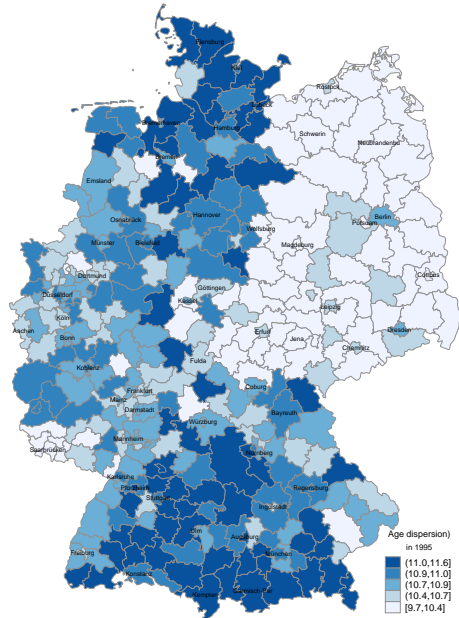 Flensburg
Kiel
Rostock
Lübeck
Bremerhaven
Hamburg
Schwerin
Neubrandenbg
Bremen
Emsland
Wolfsburg
Berlin
Potsdam
Osnabrück
Hannover
Münster
Bielefeld
Magdeburg
Cottbus
Dortmund
Göttingen
Düsseldorf
Kassel
Leipzig
Köln
Dresden
Aachen
Erfurt
Jena
Chemnitz
Bonn
Fulda
Koblenz
Coburg
Frankfurt
Mainz
Bayreuth
Darmstadt
Würzburg
Mannheim
Saarbrücken
Nürnberg
Karlsruhe
Pforzheim
Regensburg
Stuttgart
Ingolstadt
Ulm
Augsburg
Age dispersion)
in 1995
Freiburg
München
(11.0,11.6]
(10.9,11.0]
Konstanz
(10.7,10.9]
Kempten
(10.4,10.7]
[9.7,10.4]